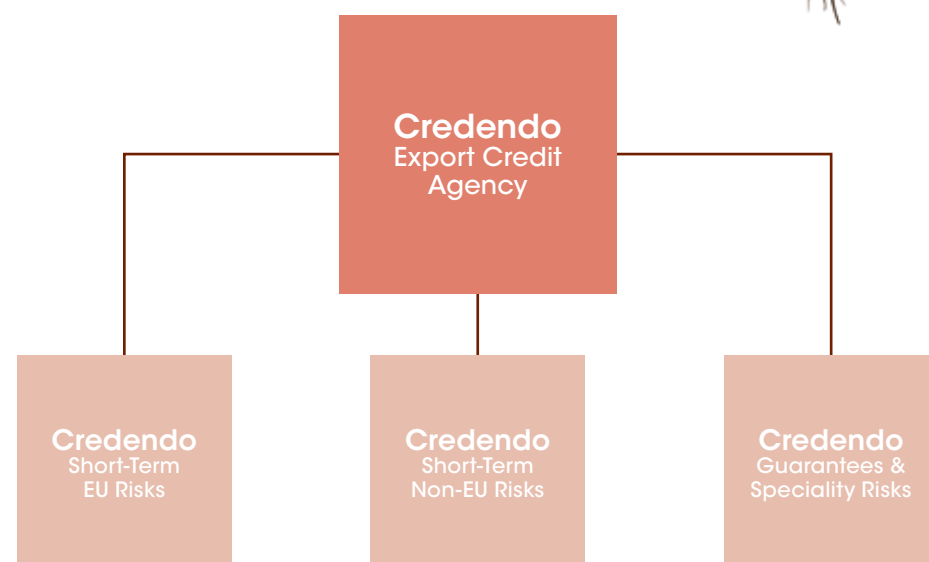 Credendo
Export Credit
Agency
Credendo
Short-Term
EU Risks
Credendo
Short-Term
Non-EU Risks
Credendo
Guarantees &
Speciality Risks